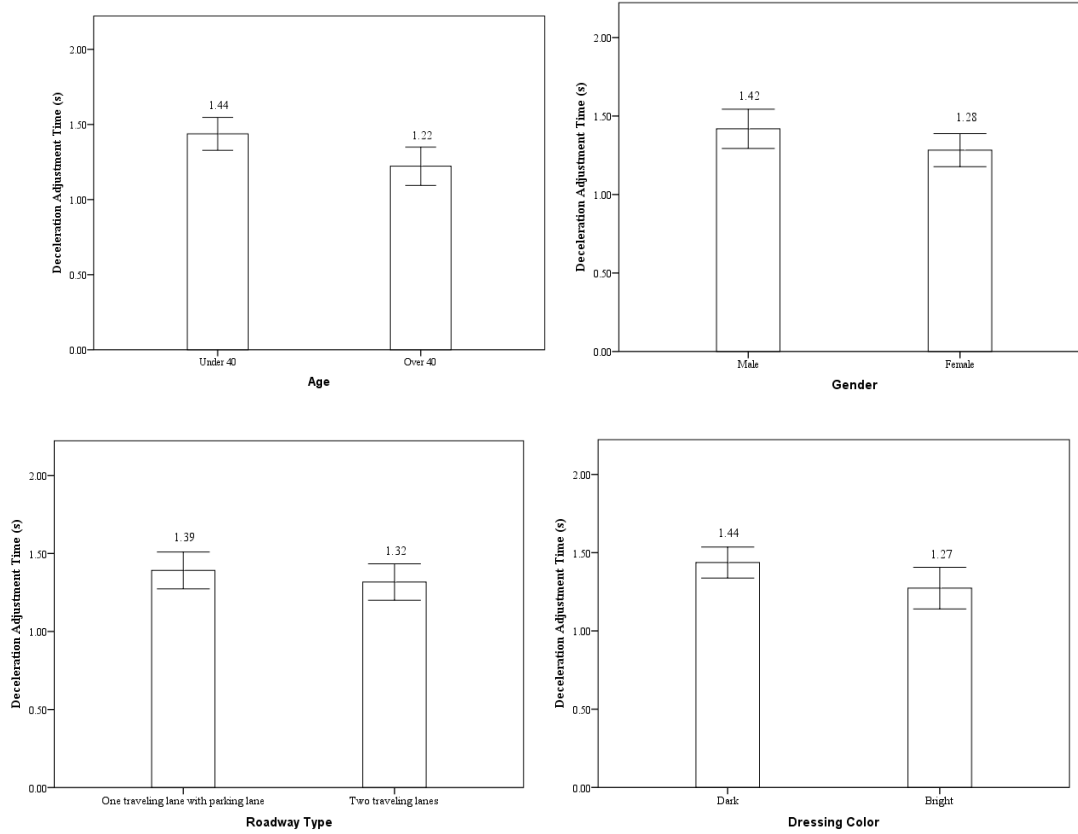 Deceleration Adjustment Time (s)
2.00
1.50
1.00
0.50
0.00
1.44
1.22
Under 40
Over 40
Age
Deceleration Adjustment Time (s)
2.00
1.50
1.00
0.50
0.00
1.42
1.28
Male
Female
Gender
Deceleration Adjustment Time (s)
2.00
1.50
1.00
0.50
0.00
1.39
1.32
One traveling lane with parking lane
Two traveling lanes
Roadway Type
Deceleration Adjustment Time (s)
2.00
1.50
1.00
0.50
0.00
1.44
1.27
Dark
Bright
Dressing Color